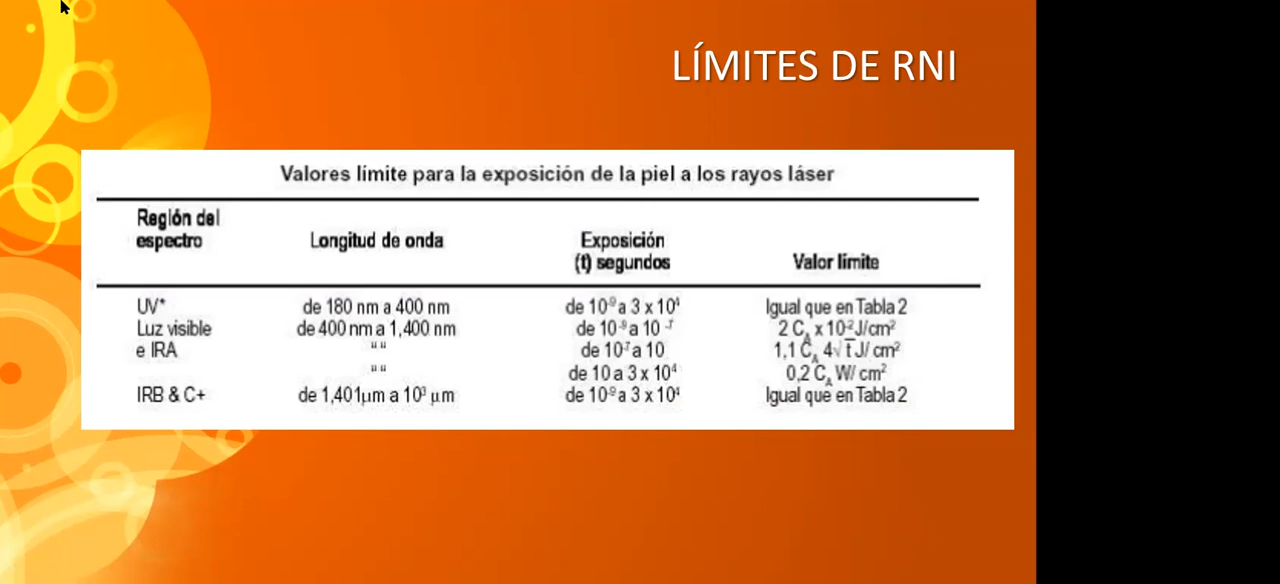 LÍMITES DE RNI
Valores límite para la exposición de la piel a los rayos láser
Región del espectro Longitud de onda Exposición (t) segundos Valor límite
UV* de 180 nm a 400 nm de 10⁻⁹ a 3 x 10⁴ Igual que en Tabla 2
Luz visible de 400 nm a 1,400 nm de 10⁻⁹ a 10⁻⁷ 2 C_A x 10⁻² J/cm²
e IRA " " de 10⁻⁷ a 10 1,1 C_A 4√t J/cm²
" " de 10 a 3 x 10⁴ 0,2 C_A W/cm²
IRB & C+ de 1,401µm a 10³ µm de 10⁻⁹ a 3 x 10⁴ Igual que en Tabla 2